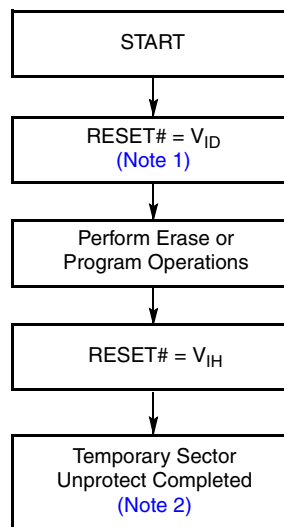 START
RESET# = VID
(Note 1)
Perform Erase or
Program Operations
RESET# = VIH
Temporary Sector
Unprotect Completed
(Note 2)